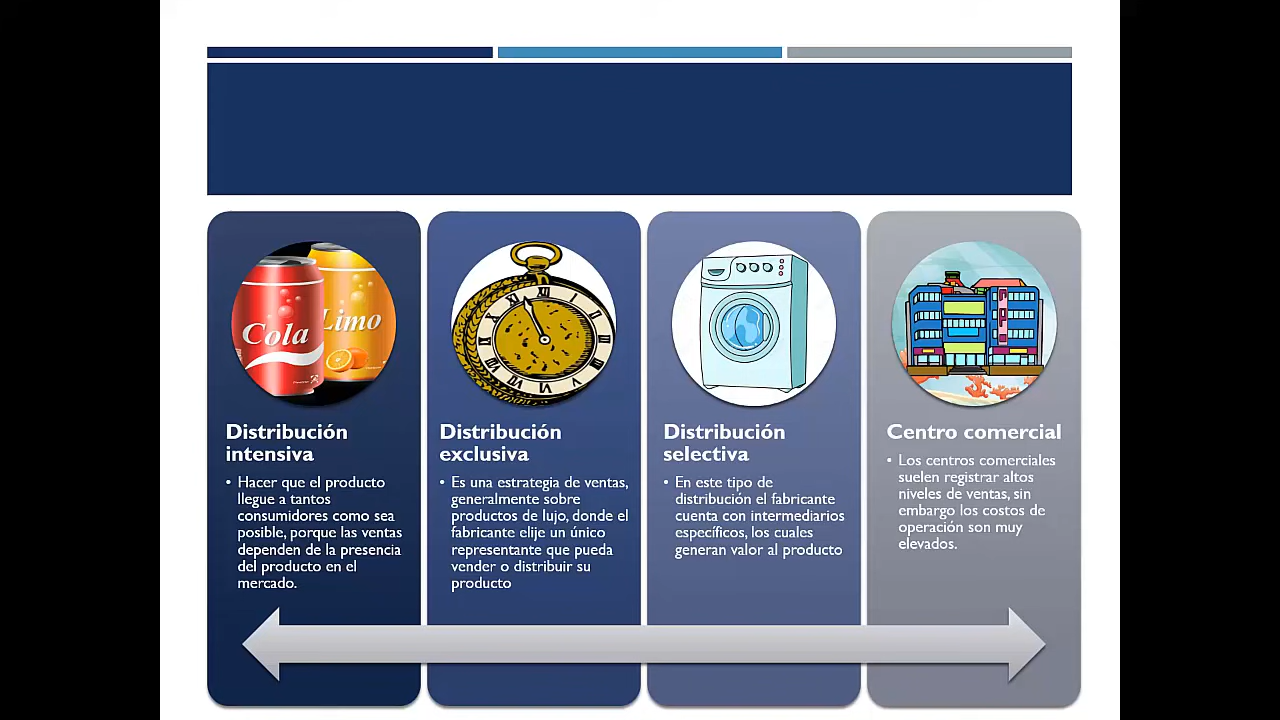 Cola
Limo
Distribución
intensiva
• Hacer que el producto
llegue a tantos
consumidores como sea
posible, porque las ventas
dependen de la presencia
del producto en el
mercado.
Distribución
exclusiva
• Es una estrategia de ventas,
generalmente sobre
productos de lujo, donde el
fabricante elije un único
representante que pueda
vender o distribuir su
producto
Distribución
selectiva
• En este tipo de
distribución el fabricante
cuenta con intermediarios
específicos, los cuales
generan valor al producto
Centro comercial
• Los centros comerciales
suelen registrar altos
niveles de ventas, sin
embargo los costos de
operación son muy
elevados.